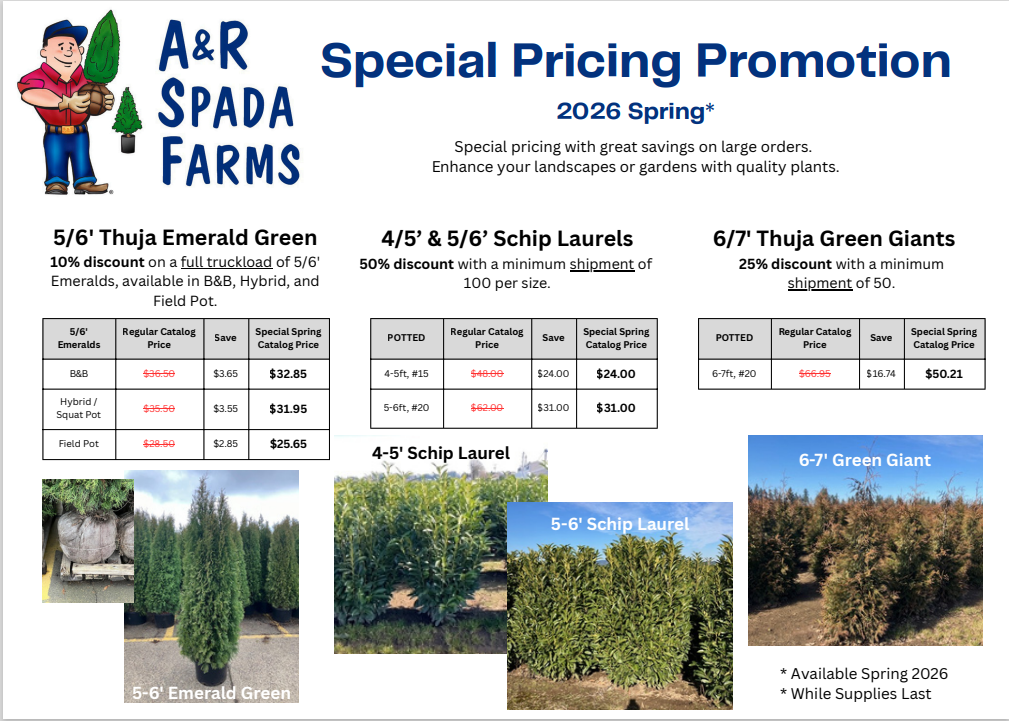 A&R
SPADA
FARMS
Special Pricing Promotion
2026 Spring*
Special pricing with great savings on large orders.
Enhance your landscapes or gardens with quality plants.
5/6' Thuja Emerald Green
10% discount on a full truckload of 5/6'
Emeralds, available in B&B, Hybrid, and
Field Pot.
5/6' Emeralds | Regular Catalog Price | Save | Special Spring Catalog Price
B&B | $36.50 | $3.65 | $32.85
Hybrid / Squat Pot | $35.50 | $3.55 | $31.95
Field Pot | $28.50 | $2.85 | $25.65
5-6' Emerald Green
4/5’ & 5/6’ Schip Laurels
50% discount with a minimum shipment of
100 per size.
POTTED | Regular Catalog Price | Save | Special Spring Catalog Price
4-5ft, #15 | $48.00 | $24.00 | $24.00
5-6ft, #20 | $62.00 | $31.00 | $31.00
4-5' Schip Laurel
5-6' Schip Laurel
6/7' Thuja Green Giants
25% discount with a minimum
shipment of 50.
POTTED | Regular Catalog Price | Save | Special Spring Catalog Price
6-7ft, #20 | $66.95 | $16.74 | $50.21
6-7' Green Giant
* Available Spring 2026
* While Supplies Last